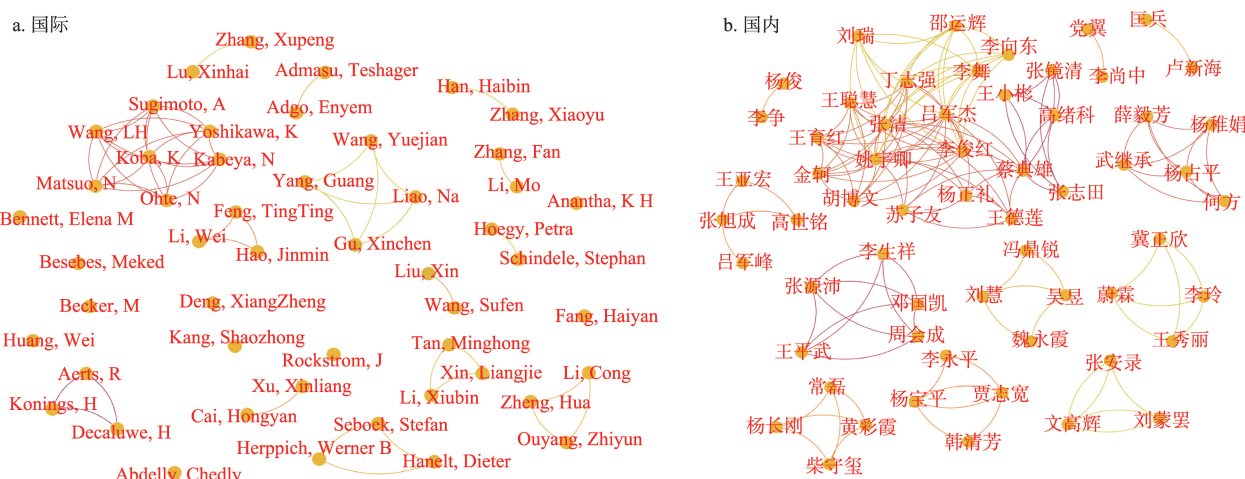 a. 国际
Zhang, Xupeng
Lu, Xinhai
Admasu, Teshager
Han, Haibin
Sugimoto, A
Adgo, Enyem
Zhang, Xiaoyu
Wang, LH
Yoshikawa, K
Wang, Yuejian
Koba, K
Kabeya, N
Zhang, Fan
Matsuo, N
Yang, Guang
Li, Mo
Ohte, N
Liao, Na
Anantha, K H
Bennett, Elena M
Feng, TingTing
Li, Wei
Gu, Xinchen
Hoegy, Petra
Hao, Jinmin
Besebes, Meked
Schindele, Stephan
Liu, Xin
Becker, M
Deng, XiangZheng
Wang, Sufen
Fang, Haiyan
Huang, Wei
Kang, Shaozhong
Tan, Minghong
Rockstrom, J
Aerts, R
Xu, Xinliang
Xin, Liangjie
Li, Cong
Konings, H
Cai, Hongyan
Li, Xiubin
Zheng, Hua
Decaluwe, H
Sebock, Stefan
Ouyang, Zhiyun
Herppich, Werner B
Hanelt, Dieter
Abdelly, Chedly
b. 国内
刘瑞
邵运辉
党翼
匡兵
李向东
杨俊
丁志强
李舞
张镜清
李尚中
卢新海
李争
王聪慧
吕军杰
王小彬
高绪科
薛毅芳
杨稚娟
王育红
张洁
李俊红
金轲
姚宇卿
蔡典雄
武继承
杨占平
王亚宏
胡博文
苏子友
杨正礼
张志田
何方
张旭成
高世铭
王德莲
吕军峰
李生祥
冯鼎锐
冀正欣
张源沛
邓国凯
刘慧
吴昱
蔚霖
李玲
周会成
王平武
魏永霞
王秀丽
李永平
张安录
常磊
杨宝平
贾志宽
杨长刚
黄彩霞
韩清芳
文高辉
刘蒙罢
柴守玺